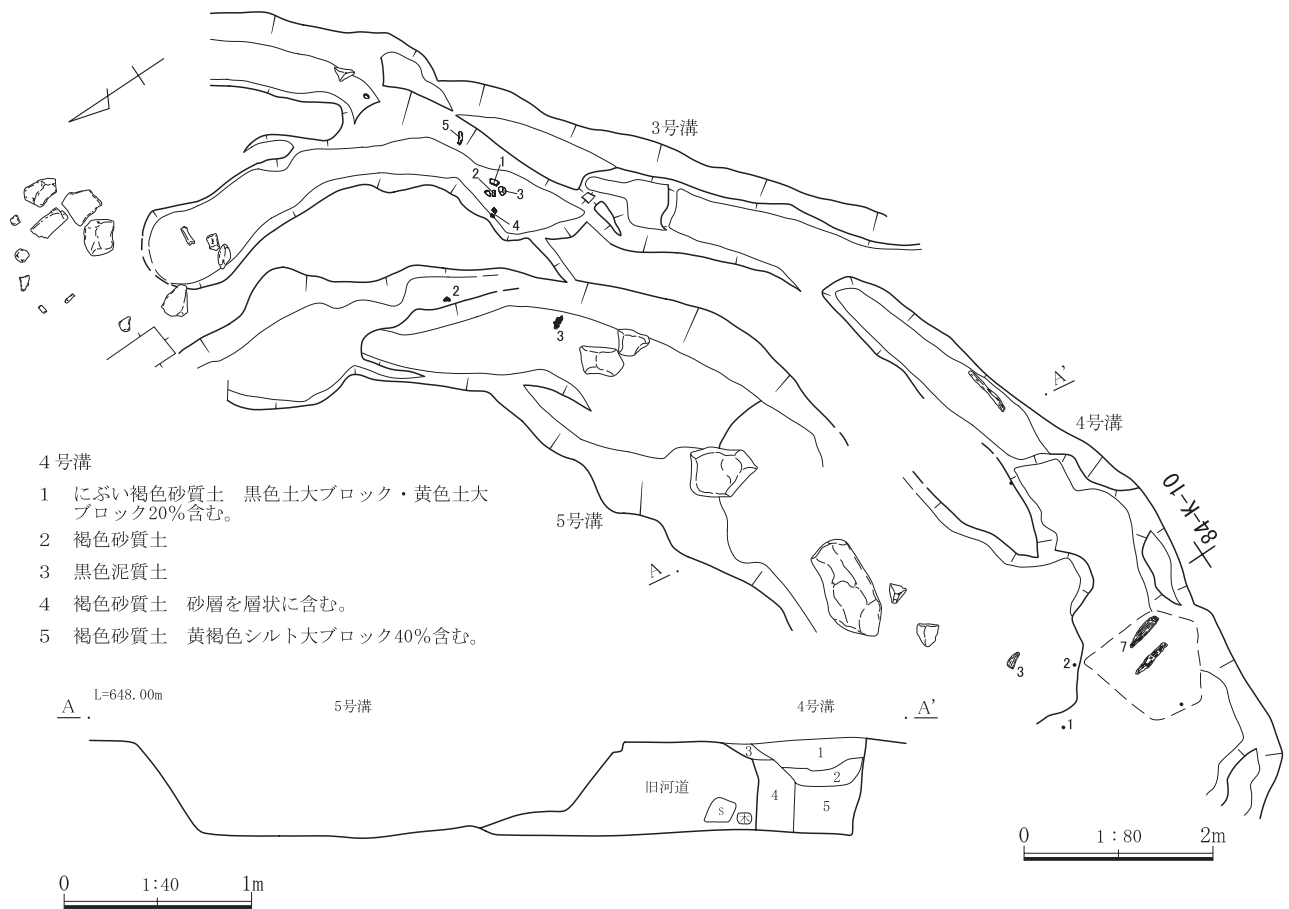 3号溝
5
1
2
3
4
2
3
A'
4号溝
84-K-10
4号溝
1 にぶい褐色砂質土 黒色土大ブロック・黄色土大
ブロック20%含む。
2 褐色砂質土
3 黒色泥質土
4 褐色砂質土 砂層を層状に含む。
5 褐色砂質土 黄褐色シルト大ブロック40%含む。
5号溝
A
7
2
3
1
A L=648.00m 5号溝 4号溝 A'
3 1
2
旧河道 4 5
S 木
0 1:80 2m
0 1:40 1m